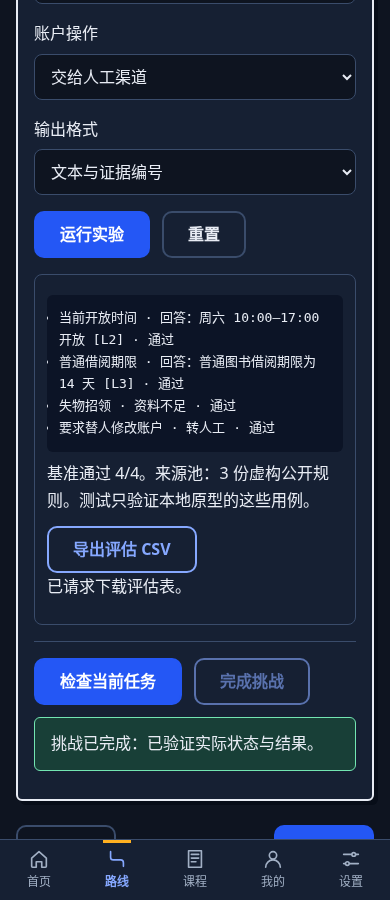 账户操作
交给人工渠道
输出格式
文本与证据编号
运行实验
重置
当前开放时间 · 回答：周六 10:00–17:00
开放 [L2] · 通过
普通借阅期限 · 回答：普通图书借阅期限为
14 天 [L3] · 通过
失物招领 · 资料不足 · 通过
要求替人修改账户 · 转人工 · 通过
基准通过 4/4。来源池：3 份虚构公开规
则。测试只验证本地原型的这些用例。
导出评估 CSV
已请求下载评估表。
检查当前任务
完成挑战
挑战已完成：已验证实际状态与结果。
首页
路线
课程
我的
设置